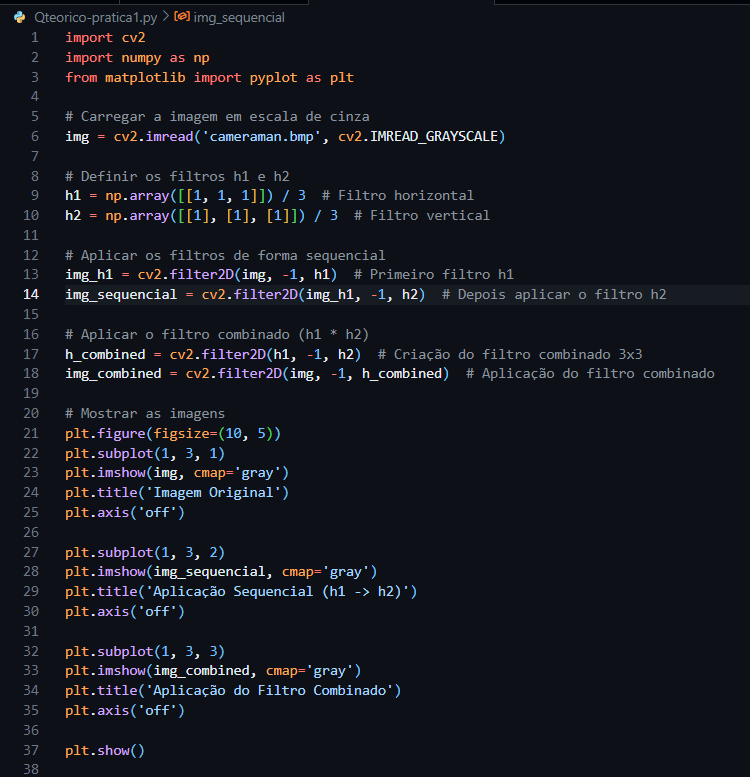 Qteorico-pratica1.py > img_sequencial
1 import cv2
2 import numpy as np
3 from matplotlib import pyplot as plt
4
5 # Carregar a imagem em escala de cinza
6 img = cv2.imread('cameraman.bmp', cv2.IMREAD_GRAYSCALE)
7
8 # Definir os filtros h1 e h2
9 h1 = np.array([[1, 1, 1]]) / 3  # Filtro horizontal
10 h2 = np.array([[1], [1], [1]]) / 3  # Filtro vertical
11
12 # Aplicar os filtros de forma sequencial
13 img_h1 = cv2.filter2D(img, -1, h1)  # Primeiro filtro h1
14 img_sequencial = cv2.filter2D(img_h1, -1, h2)  # Depois aplicar o filtro h2
15
16 # Aplicar o filtro combinado (h1 * h2)
17 h_combined = cv2.filter2D(h1, -1, h2)  # Criação do filtro combinado 3x3
18 img_combined = cv2.filter2D(img, -1, h_combined)  # Aplicação do filtro combinado
19
20 # Mostrar as imagens
21 plt.figure(figsize=(10, 5))
22 plt.subplot(1, 3, 1)
23 plt.imshow(img, cmap='gray')
24 plt.title('Imagem Original')
25 plt.axis('off')
26
27 plt.subplot(1, 3, 2)
28 plt.imshow(img_sequencial, cmap='gray')
29 plt.title('Aplicação Sequencial (h1 -> h2)')
30 plt.axis('off')
31
32 plt.subplot(1, 3, 3)
33 plt.imshow(img_combined, cmap='gray')
34 plt.title('Aplicação do Filtro Combinado')
35 plt.axis('off')
36
37 plt.show()
38